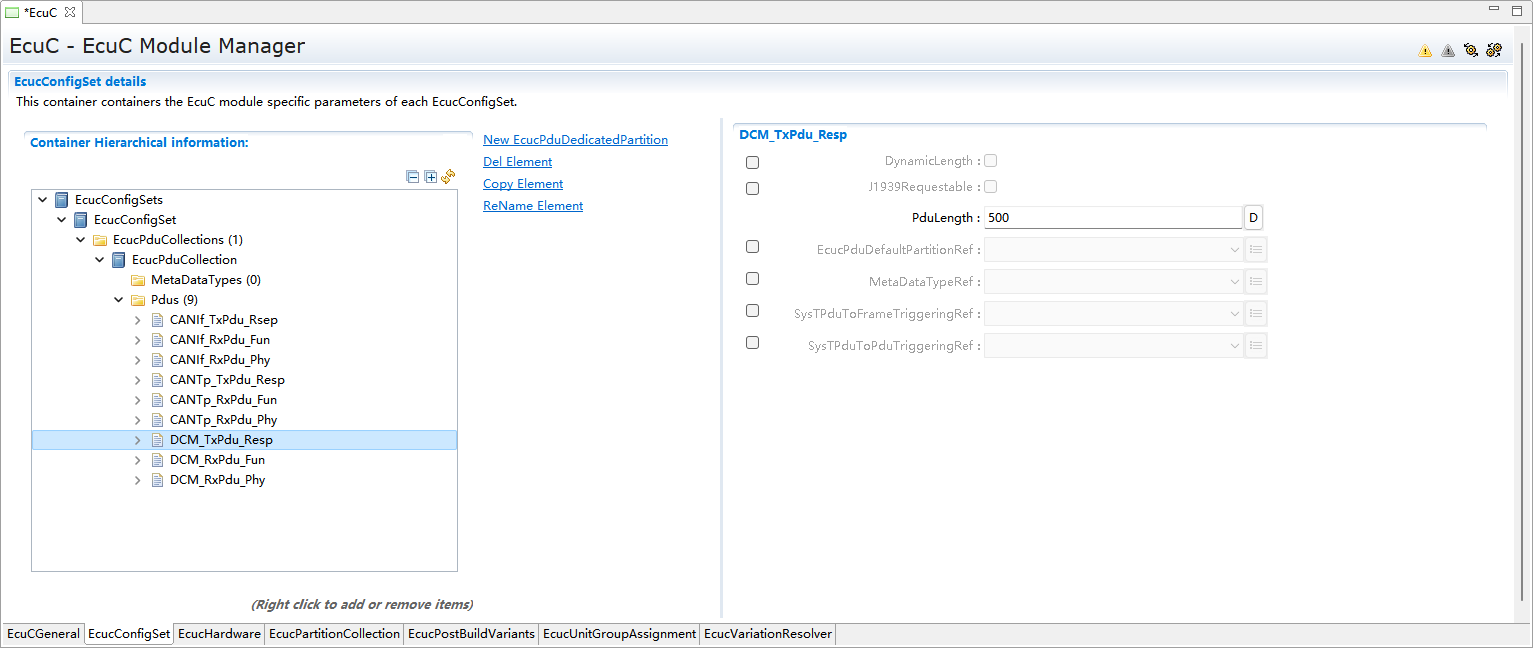 *EcuC
EcuC - EcuC Module Manager
EcucConfigSet details
This container containers the EcuC module specific parameters of each EcucConfigSet.
Container Hierarchical information:
EcucConfigSets
EcucConfigSet
EcucPduCollections (1)
EcucPduCollection
MetaDataTypes (0)
Pdus (9)
CANIf_TxPdu_Rsep
CANIf_RxPdu_Fun
CANIf_RxPdu_Phy
CANTp_TxPdu_Resp
CANTp_RxPdu_Fun
CANTp_RxPdu_Phy
DCM_TxPdu_Resp
DCM_RxPdu_Fun
DCM_RxPdu_Phy
(Right click to add or remove items)
New EcucPduDedicatedPartition
Del Element
Copy Element
ReName Element
DCM_TxPdu_Resp
DynamicLength :
J1939Requestable :
PduLength : 500 D
EcucPduDefaultPartitionRef :
MetaDataTypeRef :
SysTPduToFrameTriggeringRef :
SysTPduToPduTriggeringRef :
EcuCGeneral EcucConfigSet EcucHardware EcucPartitionCollection EcucPostBuildVariants EcucUnitGroupAssignment EcucVariationResolver